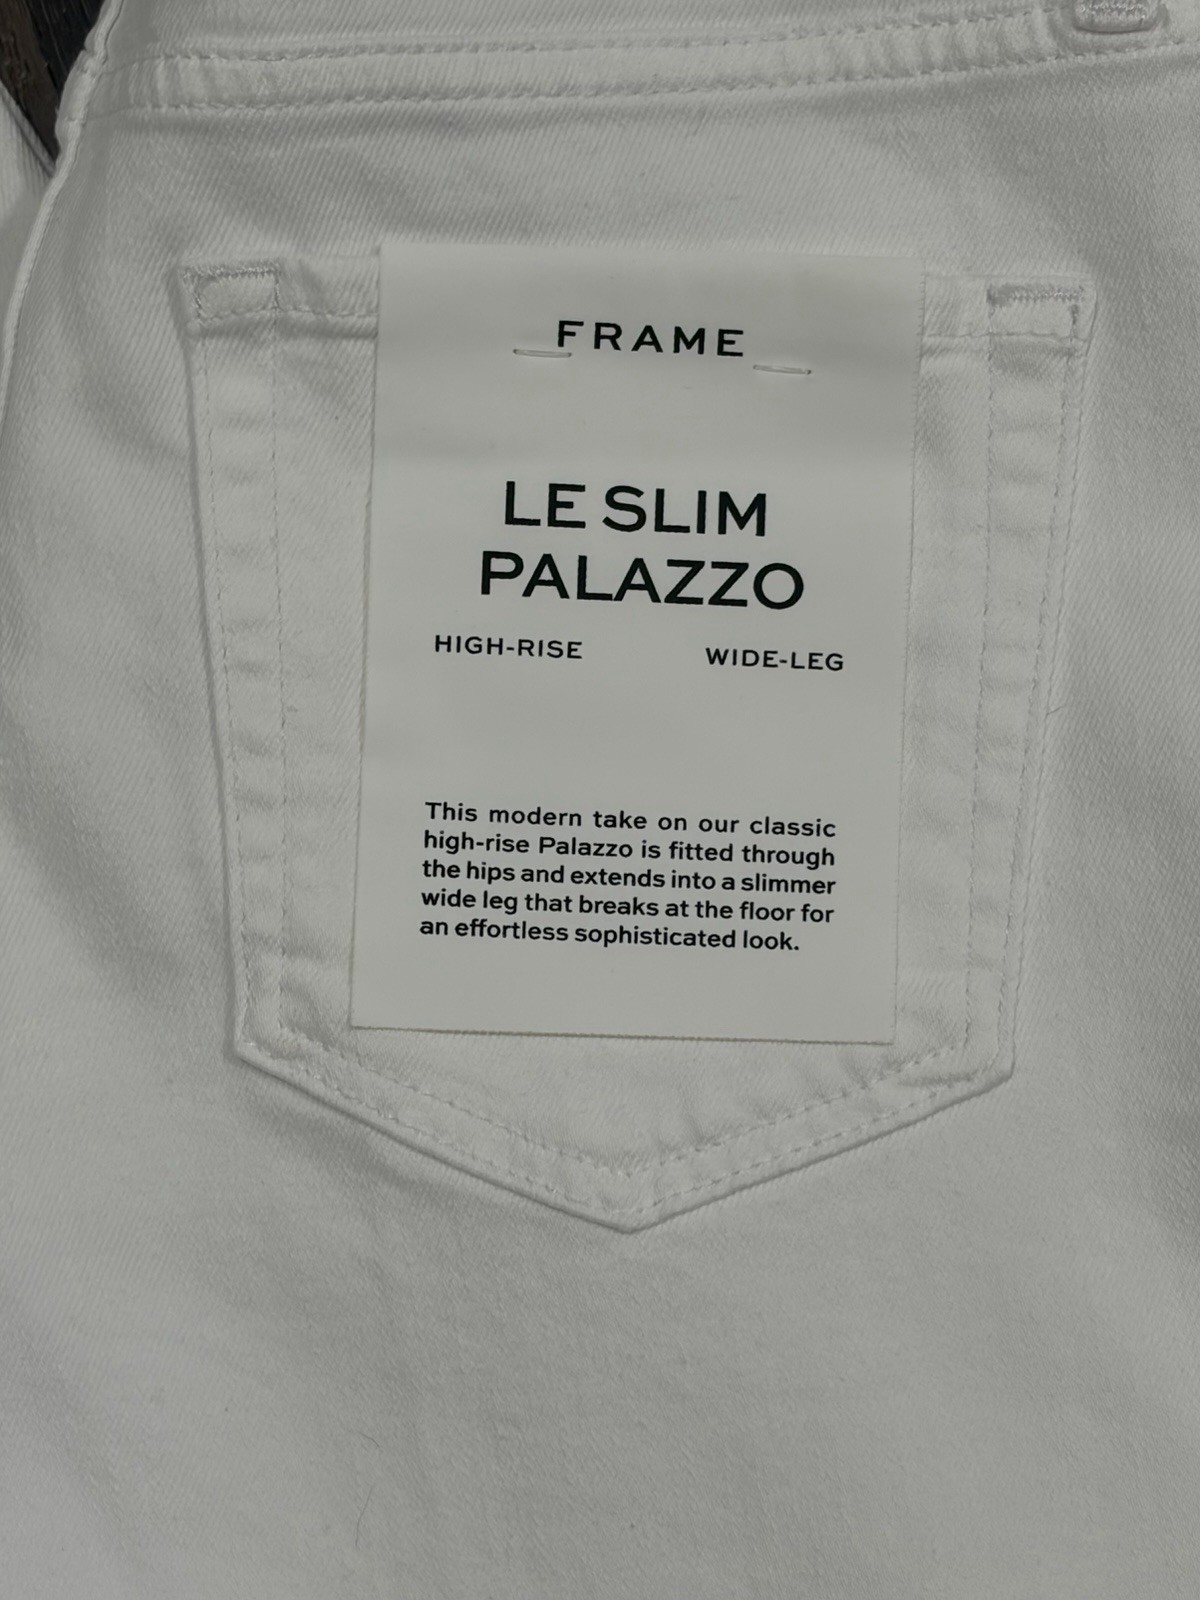 FRAME
LE SLIM
PALAZZO
HIGH-RISE WIDE-LEG
This modern take on our classic
high-rise Palazzo is fitted through
the hips and extends into a slimmer
wide leg that breaks at the floor for
an effortless sophisticated look.